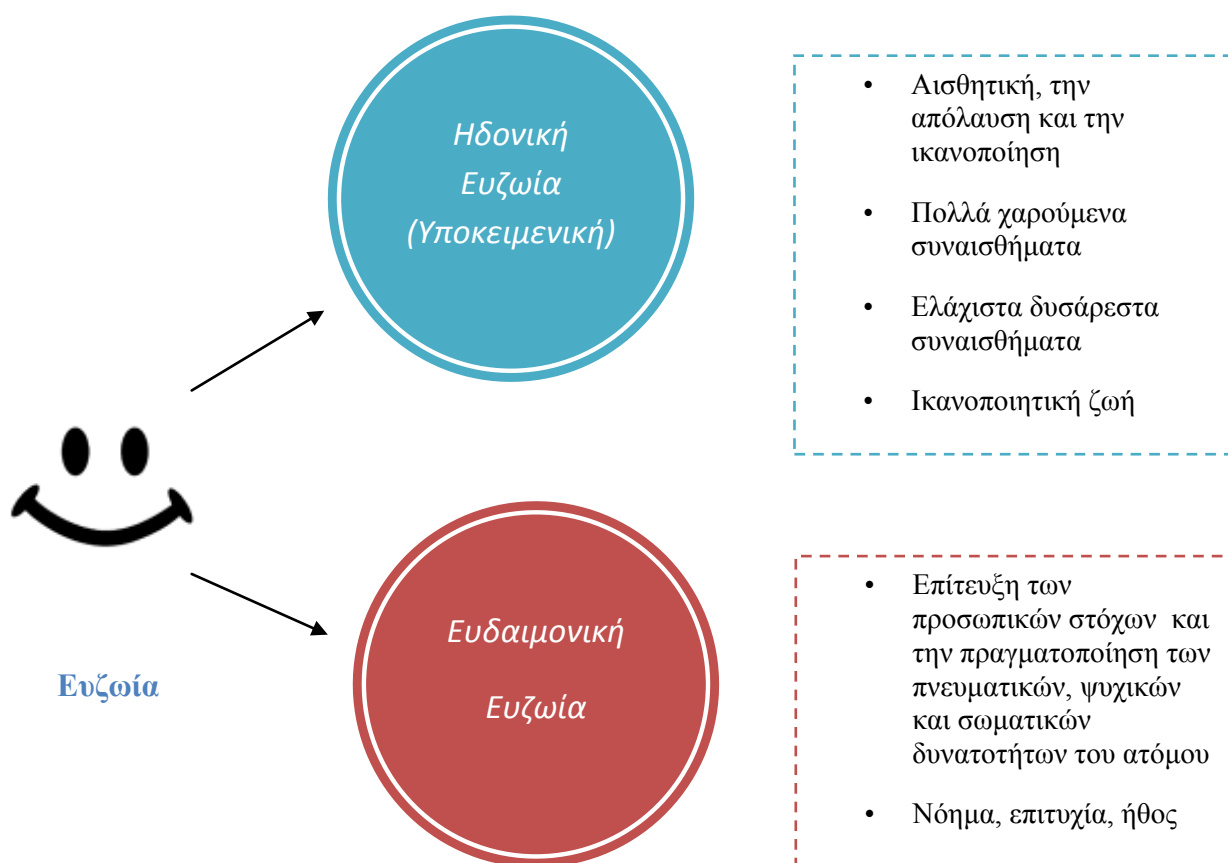 Ηδονική
Ευζωία
(Υποκειμενική)
• Αισθητική, την
απόλαυση και την
ικανοποίηση
• Πολλά χαρούμενα
συναισθήματα
• Ελάχιστα δυσάρεστα
συναισθήματα
• Ικανοποιητική ζωή
Ευζωία
Ευδαιμονική
Ευζωία
• Επίτευξη των
προσωπικών στόχων και
την πραγματοποίηση των
πνευματικών, ψυχικών
και σωματικών
δυνατοτήτων του ατόμου
• Νόημα, επιτυχία, ήθος